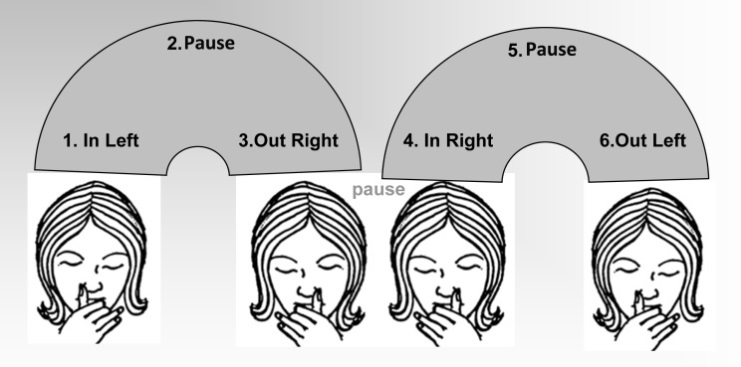 2. Pause
1. In Left
3.Out Right
pause
5. Pause
4. In Right
6.Out Left